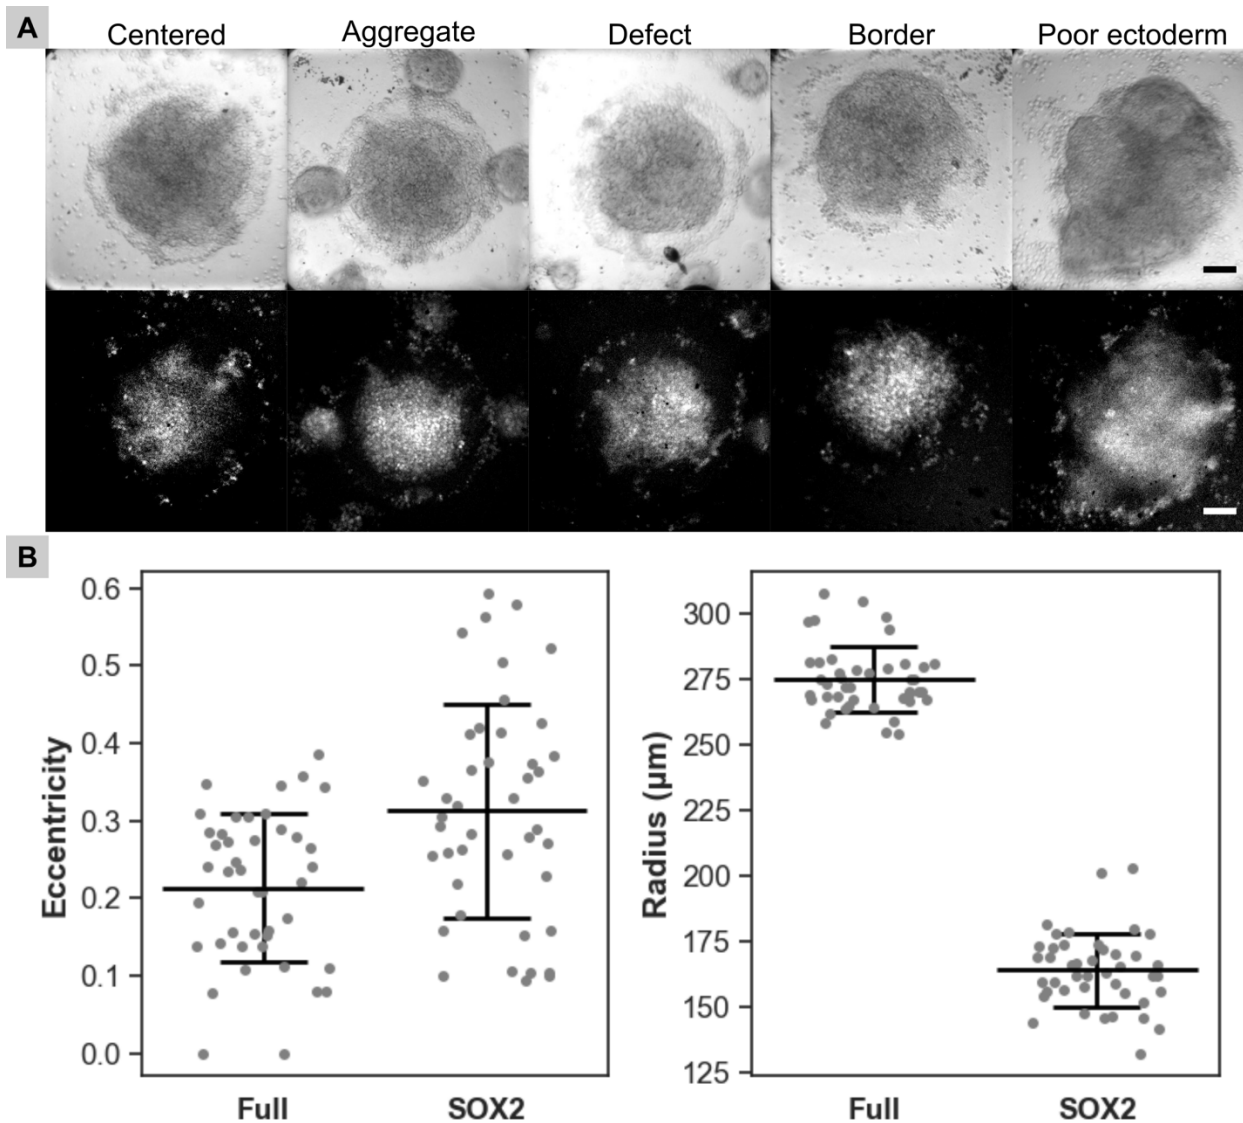 A
Centered Aggregate Defect Border Poor ectoderm
B
0.6
0.5
0.4
0.3
0.2
0.1
0.0
Eccentricity
Full SOX2
300
275
250
225
200
175
150
125
Radius (μm)
Full SOX2